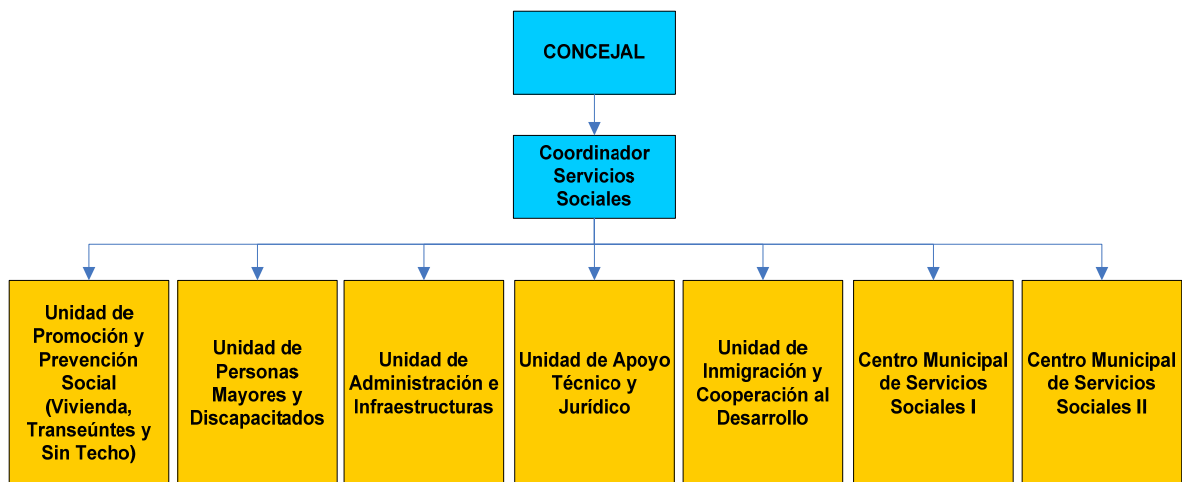 CONCEJAL
Coordinador
Servicios
Sociales
Unidad de
Promoción y
Prevención
Social
(Vivienda,
Transeúntes y
Sin Techo)
Unidad de
Personas
Mayores y
Discapacitados
Unidad de
Administración e
Infraestructuras
Unidad de Apoyo
Técnico y
Jurídico
Unidad de
Inmigración y
Cooperación al
Desarrollo
Centro Municipal
de Servicios
Sociales I
Centro Municipal
de Servicios
Sociales II